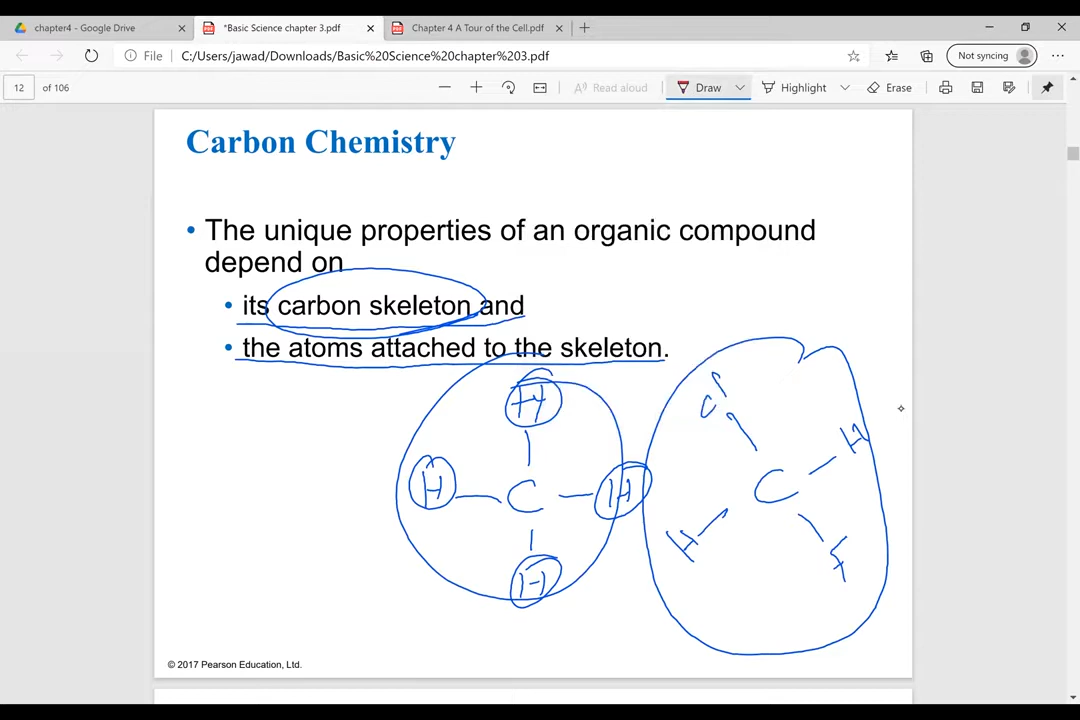 chapter4 - Google Drive
*Basic Science chapter 3.pdf
Chapter 4 A Tour of the Cell.pdf
File
C:/Users/jawad/Downloads/Basic%20Science%20chapter%203.pdf
Not syncing
12 of 106
Read aloud
Draw
Highlight
Erase
Carbon Chemistry
• The unique properties of an organic compound
depend on
• its carbon skeleton and
• the atoms attached to the skeleton.
H
Cl
H
H C H
C
H
F
H
© 2017 Pearson Education, Ltd.